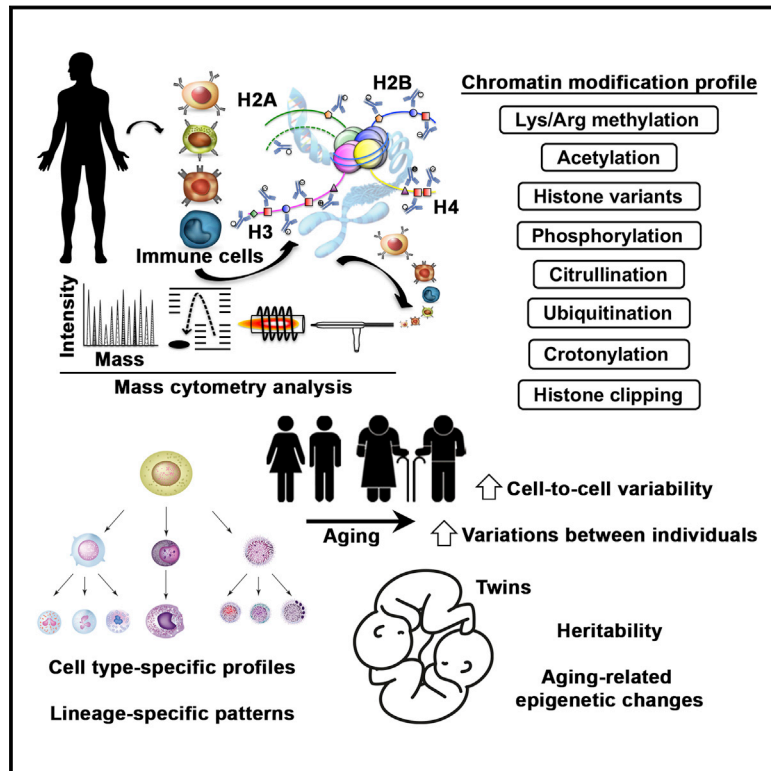 H2A
H2B
H3
H4
Immune cells
Intensity
Mass
Mass cytometry analysis
Chromatin modification profile
Lys/Arg methylation
Acetylation
Histone variants
Phosphorylation
Citrullination
Ubiquitination
Crotonylation
Histone clipping
Aging
Cell-to-cell variability
Variations between individuals
Cell type-specific profiles
Lineage-specific patterns
Twins
Heritability
Aging-related
epigenetic changes